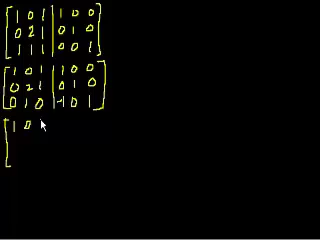 1 0 1 | 1 0 0
0 2 1 | 0 1 0
1 1 1 | 0 0 1
1 0 1 | 1 0 0
0 2 1 | 0 1 0
0 1 0 | -1 0 1
1 0